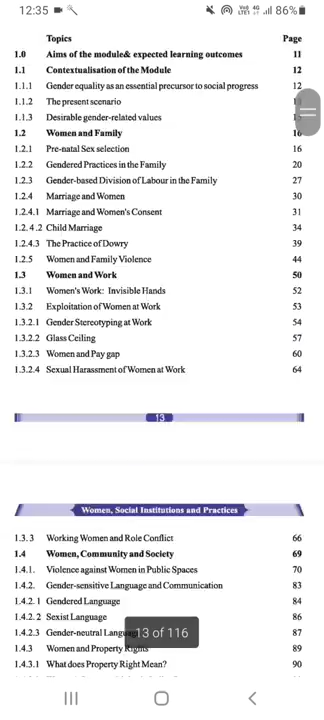 12:35 86%
Topics Page
1.0 Aims of the module& expected learning outcomes 11
1.1 Contextualisation of the Module 12
1.1.1 Gender equality as an essential precursor to social progress 12
1.1.2 The present scenario
1.1.3 Desirable gender-related values
1.2 Women and Family 16
1.2.1 Pre-natal Sex selection 16
1.2.2 Gendered Practices in the Family 20
1.2.3 Gender-based Division of Labour in the Family 27
1.2.4 Marriage and Women 30
1.2.4.1 Marriage and Women's Consent 31
1.2.4 .2 Child Marriage 34
1.2.4.3 The Practice of Dowry 39
1.2.5 Women and Family Violence 44
1.3 Women and Work 50
1.3.1 Women's Work: Invisible Hands 52
1.3.2 Exploitation of Women at Work 53
1.3.2.1 Gender Stereotyping at Work 54
1.3.2.2 Glass Ceiling 57
1.3.2.3 Women and Pay gap 60
1.3.2.4 Sexual Harassment of Women at Work 64
13
Women, Social Institutions and Practices
1.3.3 Working Women and Role Conflict 66
1.4 Women, Community and Society 69
1.4.1. Violence against Women in Public Spaces 70
1.4.2. Gender-sensitive Language and Communication 83
1.4.2. 1 Gendered Language 84
1.4.2. 2 Sexist Language 86
1.4.2.3 Gender-neutral 87
13 of 116
1.4.3 Women and Property Rights 89
1.4.3.1 What does Property Right Mean? 90